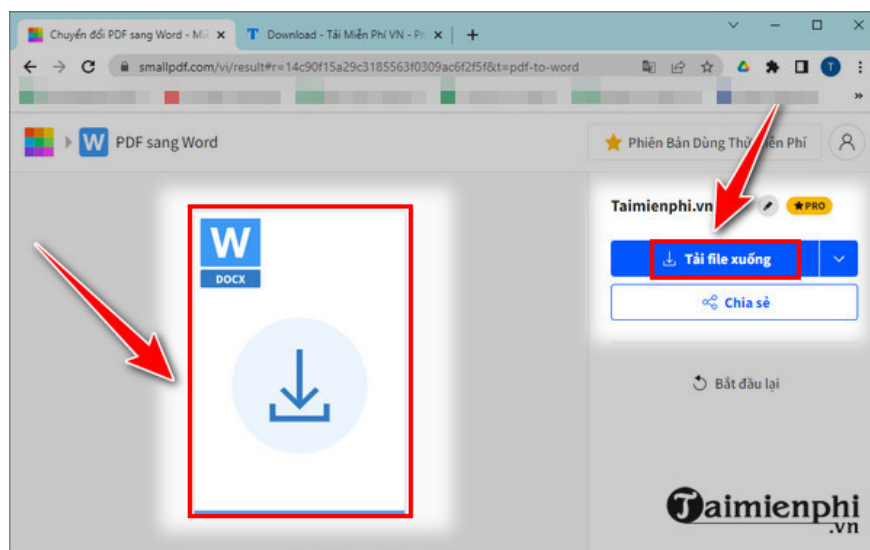 Chuyển đổi PDF sang Word - Mi
Download - Tải Miễn Phí VN - Ph
smallpdf.com/vi/result#r=14c90f15a29c3185563f0309ac6f2f5f&t=pdf-to-word
T
W PDF sang Word
Phiên Bản Dùng Thử Miễn Phí
Taimienphi.vn
PRO
W
DOCX
Tải file xuống
Chia sẻ
Bắt đầu lại
Taimienphi
.vn